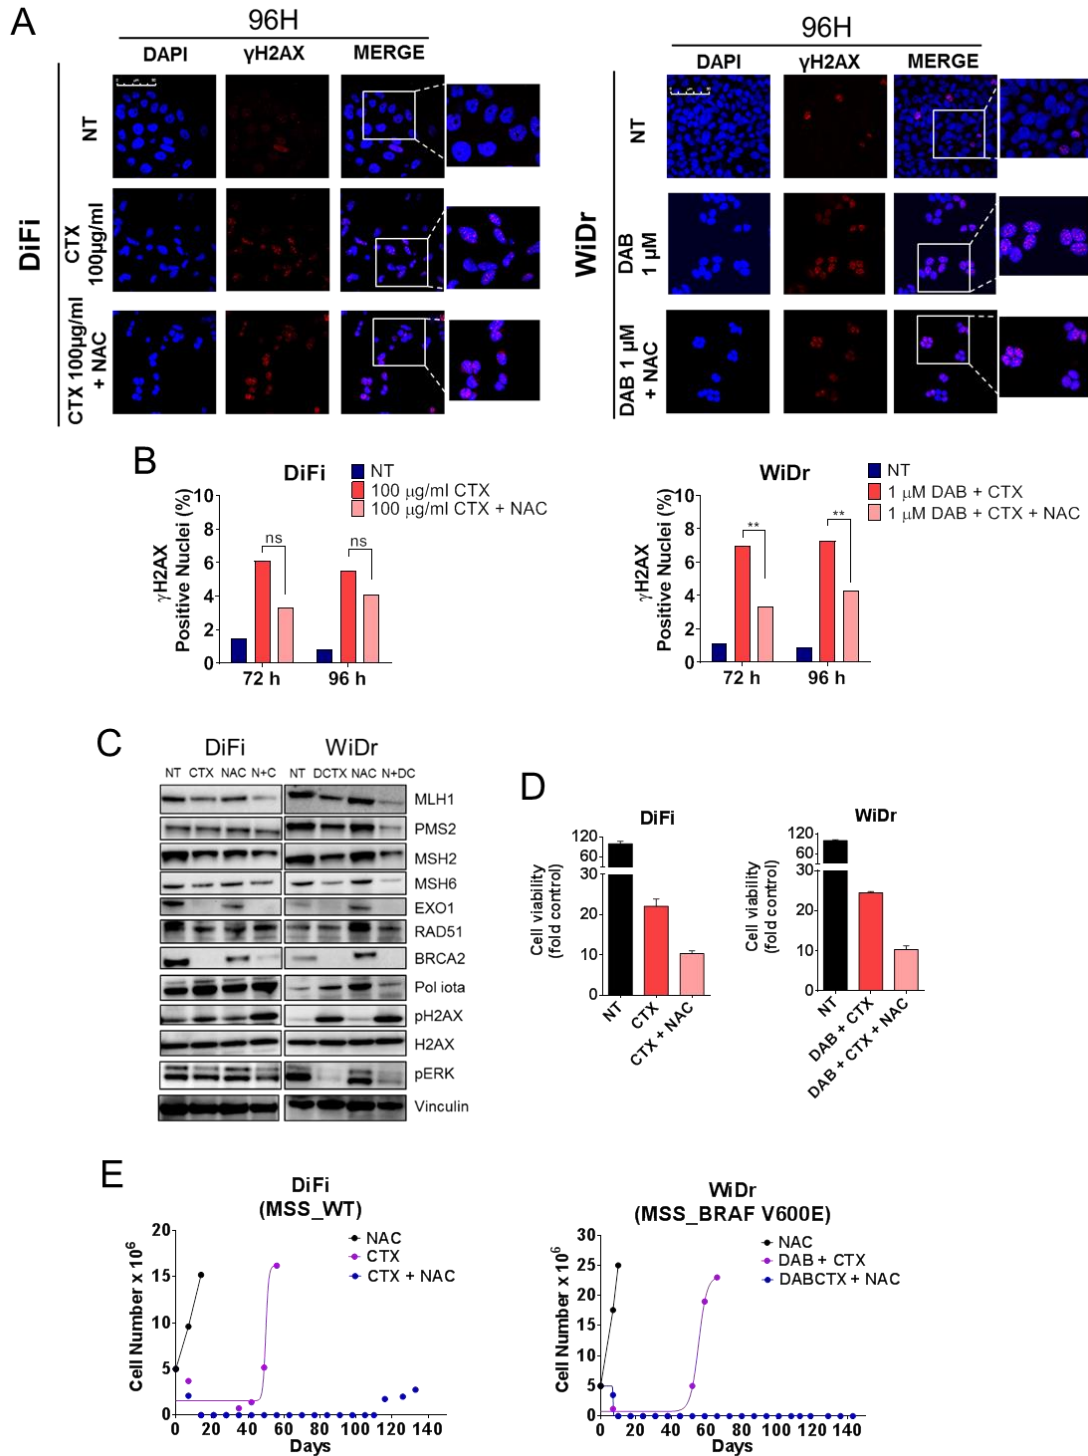 A
96H
DAPI γH2AX MERGE
DiFi
NT
CTX 100µg/ml
CTX 100µg/ml + NAC
96H
DAPI γH2AX MERGE
WiDr
NT
DAB 1 µM
DAB 1 µM + NAC
B
DiFi
NT
100 µg/ml CTX
100 µg/ml CTX + NAC
γH2AX
Positive Nuclei (%)
10
8
6
4
2
0
ns
ns
72 h 96 h
WiDr
NT
1 µM DAB + CTX
1 µM DAB + CTX + NAC
γH2AX
Positive Nuclei (%)
10
8
6
4
2
0
**
**
72 h 96 h
C
DiFi WiDr
NT CTX NAC N+C NT DCTX NAC N+DC
MLH1
PMS2
MSH2
MSH6
EXO1
RAD51
BRCA2
Pol iota
pH2AX
H2AX
pERK
Vinculin
D
DiFi
Cell viability
(fold control)
120
60
30
20
10
0
NT
CTX
CTX + NAC
WiDr
Cell viability
(fold control)
120
60
30
20
10
0
NT
DAB + CTX
DAB + CTX + NAC
E
DiFi
(MSS_WT)
NAC
CTX
CTX + NAC
Cell Number x 10⁶
20
15
10
5
0
0 20 40 60 80 100 120 140
Days
WiDr
(MSS_BRAF V600E)
NAC
DAB + CTX
DABCTX + NAC
Cell Number x 10⁶
30
25
20
15
10
5
0
0 20 40 60 80 100 120 140
Days